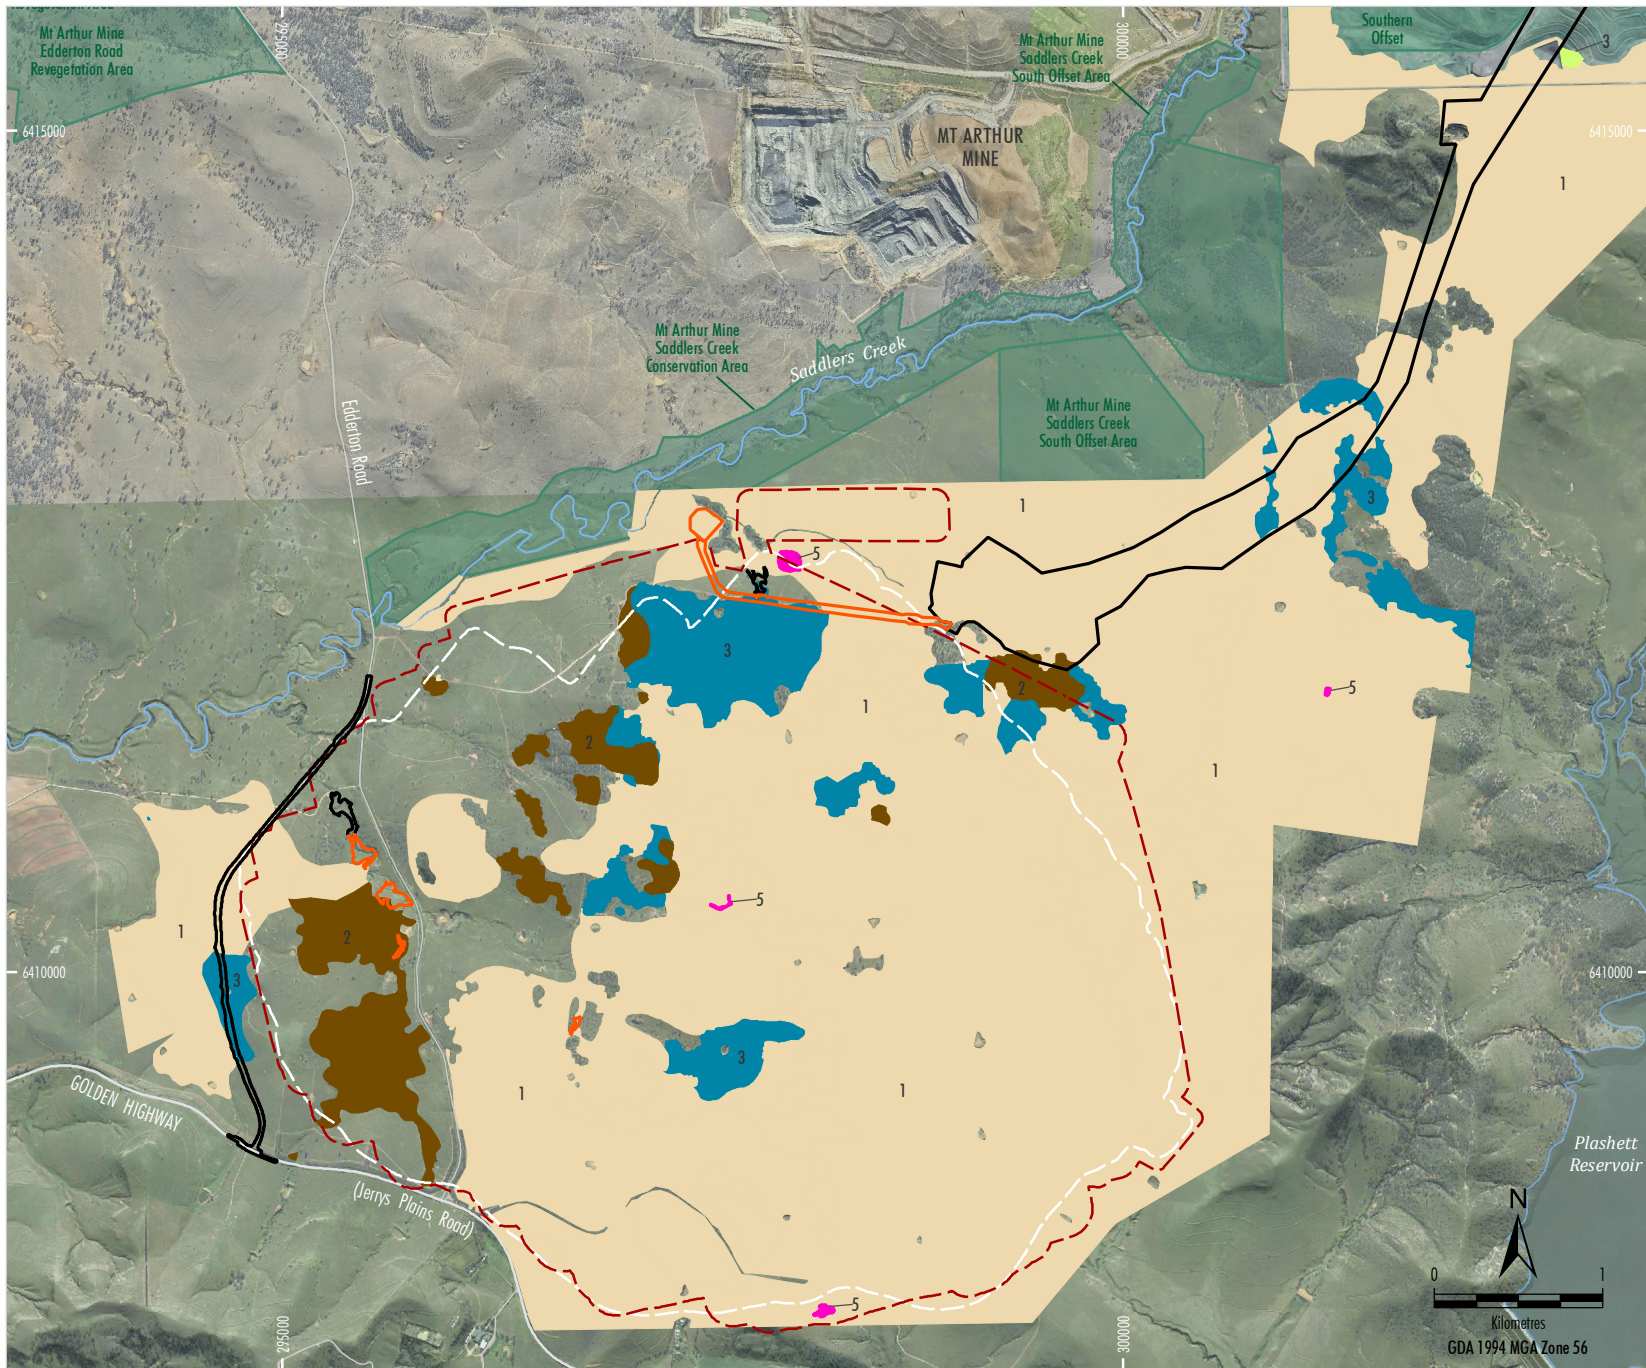 Revegetation Area
Mt Arthur Mine
Edderton Road
Revegetation Area
295000
Mt Arthur Mine
Saddlers Creek
South Offset Area
300000
Southern
Offset
3
6415000
6415000
MT ARTHUR
MINE
1
Mt Arthur Mine
Saddlers Creek
Conservation Area
Saddlers Creek
Edderton Road
Mt Arthur Mine
Saddlers Creek
South Offset Area
1
3
5
3
2
5
1
2
1
5
1
2
3
6410000
6410000
3
1
1
GOLDEN HIGHWAY
(Jerrys Plains Road)
Plashett
Reservoir
N
5
0
1
Kilometres
GDA 1994 MGA Zone 56
295000
300000